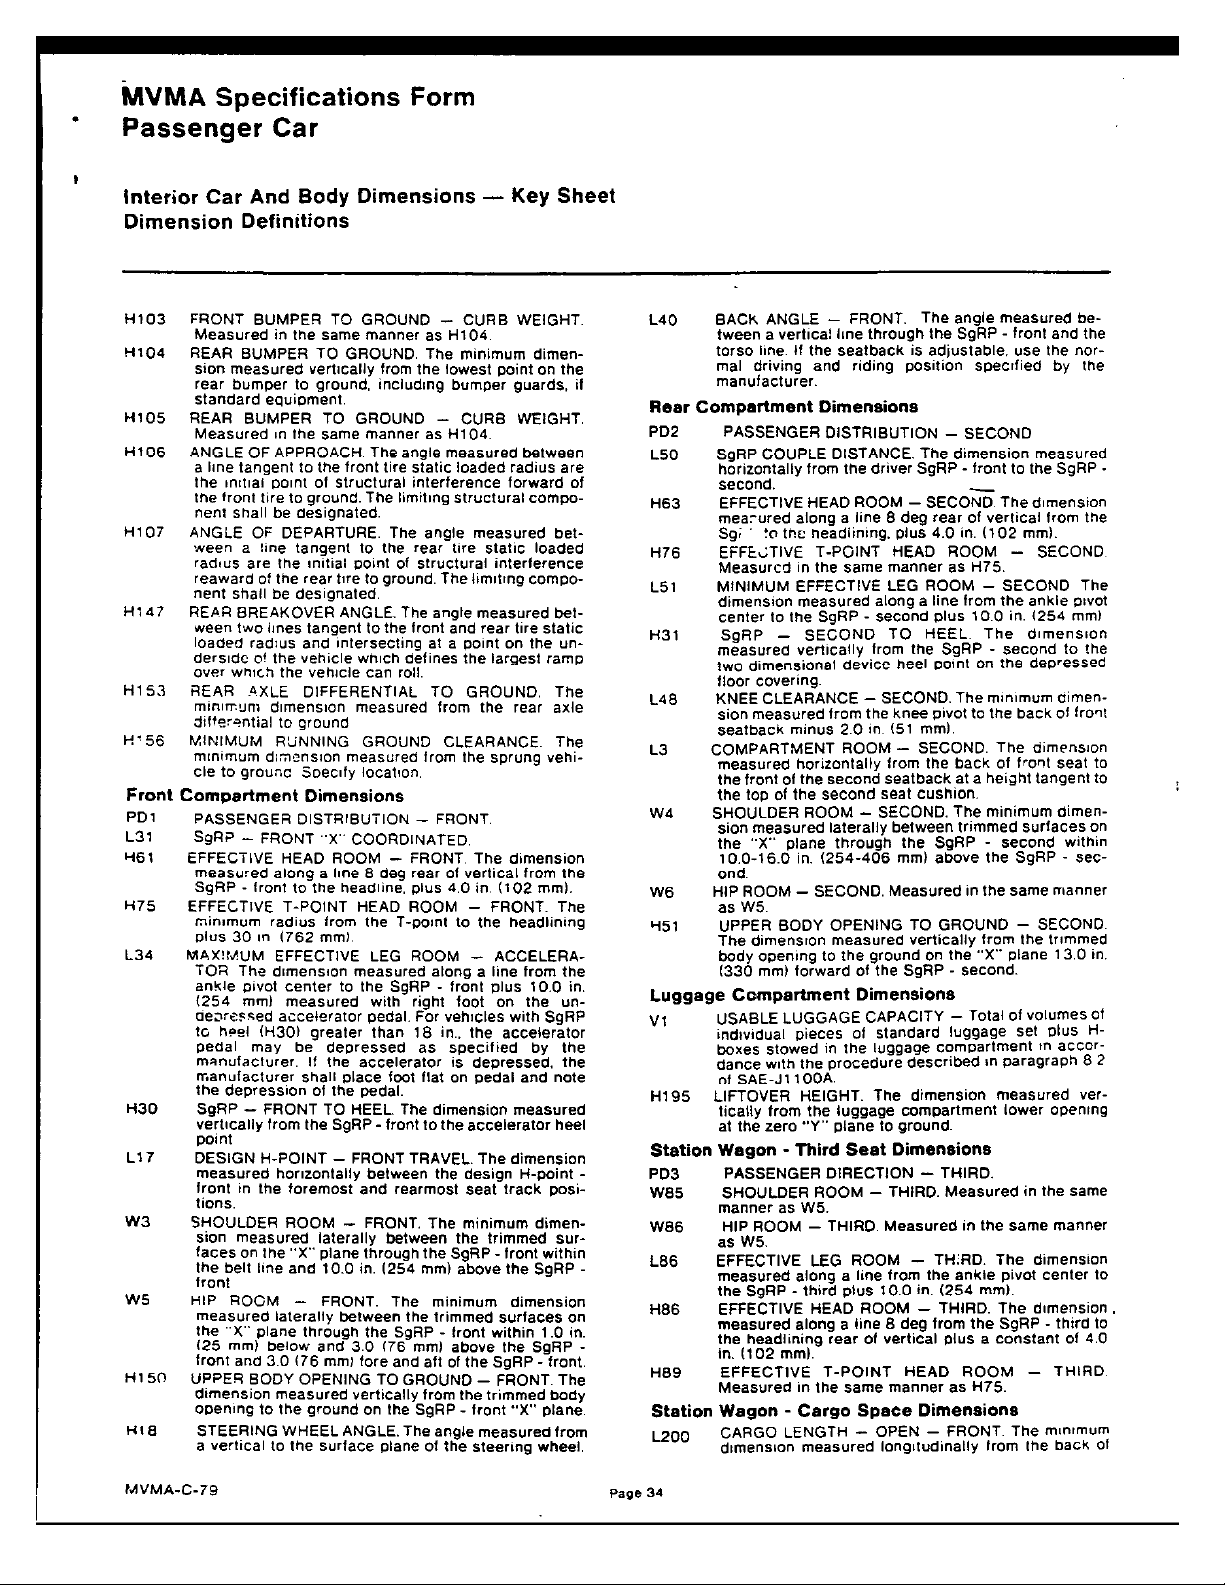 MVMA Specifications Form
Passenger Car
Interior Car And Body Dimensions — Key Sheet
Dimension Definitions
H103 FRONT BUMPER TO GROUND — CURB WEIGHT.
Measured in the same manner as H104.
H104 REAR BUMPER TO GROUND. The minimum dimen-
sion measured vertically from the lowest point on the
rear bumper to ground, including bumper guards, if
standard equipment.
H105 REAR BUMPER TO GROUND — CURB WEIGHT.
Measured in the same manner as H104.
H106 ANGLE OF APPROACH. The angle measured between
a line tangent to the front tire static loaded radius are
the initial point of structural interference forward of
the front tire to ground. The limiting structural compo-
nent shall be designated.
H107 ANGLE OF DEPARTURE. The angle measured bet-
ween a line tangent to the rear tire static loaded
radius are the initial point of structural interference
reaward of the rear tire to ground. The limiting compo-
nent shall be designated.
H147 REAR BREAKOVER ANGLE. The angle measured bet-
ween two lines tangent to the front and rear tire static
loaded radius and intersecting at a point on the un-
derside of the vehicle which defines the largest ramp
over which the vehicle can roll.
H153 REAR AXLE DIFFERENTIAL TO GROUND. The
minimum dimension measured from the rear axle
differential to ground
H156 MINIMUM RUNNING GROUND CLEARANCE. The
minimum dimension measured from the sprung vehi-
cle to ground Specify location.
Front Compartment Dimensions
PD1 PASSENGER DISTRIBUTION — FRONT.
L31 SgRP — FRONT "X" COORDINATED.
H61 EFFECTIVE HEAD ROOM — FRONT. The dimension
measured along a line 8 deg rear of vertical from the
SgRP - front to the headline, plus 4.0 in. (102 mm).
H75 EFFECTIVE T-POINT HEAD ROOM — FRONT. The
minimum radius from the T-point to the headlining
plus 30 in (762 mm).
L34 MAXIMUM EFFECTIVE LEG ROOM — ACCELERA-
TOR The dimension measured along a line from the
ankle pivot center to the SgRP - front plus 10.0 in.
(254 mm) measured with right foot on the un-
depressed accelerator pedal. For vehicles with SgRP
to heel (H30) greater than 18 in., the accelerator
pedal may be depressed as specified by the
manufacturer. If the accelerator is depressed, the
manufacturer shall place foot flat on pedal and note
the depression of the pedal.
H30 SgRP — FRONT TO HEEL. The dimension measured
vertically from the SgRP - front to the accelerator heel
point
L17 DESIGN H-POINT — FRONT TRAVEL. The dimension
measured horizontally between the design H-point -
front in the foremost and rearmost seat track posi-
tions.
W3 SHOULDER ROOM — FRONT. The minimum dimen-
sion measured laterally between the trimmed sur-
faces on the "X" plane through the SgRP - front within
the belt line and 10.0 in. (254 mm) above the SgRP -
front
W5 HIP ROOM — FRONT. The minimum dimension
measured laterally between the trimmed surfaces on
the "X" plane through the SgRP - front within 1.0 in.
(25 mm) below and 3.0 (76 mm) above the SgRP -
front and 3.0 (76 mm) fore and aft of the SgRP - front.
H150 UPPER BODY OPENING TO GROUND — FRONT. The
dimension measured vertically from the trimmed body
opening to the ground on the SgRP - front "X" plane.
H18 STEERING WHEEL ANGLE. The angle measured from
a vertical to the surface plane of the steering wheel.
L40 BACK ANGLE — FRONT. The angle measured be-
tween a vertical line through the SgRP - front and the
torso line. If the seatback is adjustable, use the nor-
mal driving and riding position specified by the
manufacturer.
Rear Compartment Dimensions
PD2 PASSENGER DISTRIBUTION — SECOND
L50 SgRP COUPLE DISTANCE. The dimension measured
horizontally from the driver SgRP - front to the SgRP -
second.
H63 EFFECTIVE HEAD ROOM — SECOND. The dimension
measured along a line 8 deg rear of vertical from the
to the headlining, plus 4.0 in. (102 mm).
H76 EFFECTIVE T-POINT HEAD ROOM — SECOND.
Measured in the same manner as H75.
L51 MINIMUM EFFECTIVE LEG ROOM — SECOND The
dimension measured along a line from the ankle pivot
center to the SgRP - second plus 10.0 in. (254 mm)
H31 SgRP — SECOND TO HEEL. The dimension
measured vertically from the SgRP - second to the
two dimensional device heel point on the depressed
floor covering.
L48 KNEE CLEARANCE — SECOND. The minimum dimen-
sion measured from the knee pivot to the back of front
seatback minus 2.0 in. (51 mm).
L3 COMPARTMENT ROOM — SECOND. The dimension
measured horizontally from the back of front seat to
the front of the second seatback at a height tangent to
the top of the second seat cushion.
W4 SHOULDER ROOM — SECOND. The minimum dimen-
sion measured laterally between trimmed surfaces on
the "X" plane through the SgRP - second within
10.0-16.0 in. (254-406 mm) above the SgRP - sec-
ond.
W6 HIP ROOM — SECOND. Measured in the same manner
as W5.
H51 UPPER BODY OPENING TO GROUND — SECOND.
The dimension measured vertically from the trimmed
body opening to the ground on the "X" plane 13.0 in.
(330 mm) forward of the SgRP - second.
Luggage Compartment Dimensions
V1 USABLE LUGGAGE CAPACITY — Total of volumes of
individual pieces of standard luggage set plus H-
boxes stowed in the luggage compartment in accor-
dance with the procedure described in paragraph 8 2
of SAE-J1100A.
H195 LIFTOVER HEIGHT. The dimension measured ver-
tically from the luggage compartment lower opening
at the zero "Y" plane to ground.
Station Wagon - Third Seat Dimensions
PD3 PASSENGER DIRECTION — THIRD.
W85 SHOULDER ROOM — THIRD. Measured in the same
manner as W5.
W86 HIP ROOM — THIRD. Measured in the same manner
as W5.
L86 EFFECTIVE LEG ROOM — THIRD. The dimension
measured along a line from the ankle pivot center to
the SgRP - third plus 10.0 in. (254 mm).
H86 EFFECTIVE HEAD ROOM — THIRD. The dimension
measured along a line 8 deg from the SgRP - third to
the headlining rear of vertical plus a constant of 4.0
in. (102 mm).
H89 EFFECTIVE T-POINT HEAD ROOM — THIRD.
Measured in the same manner as H75.
Station Wagon - Cargo Space Dimensions
L200 CARGO LENGTH — OPEN — FRONT. The minimum
dimension measured longitudinally from the back of
MVMA-C-79
Page 34